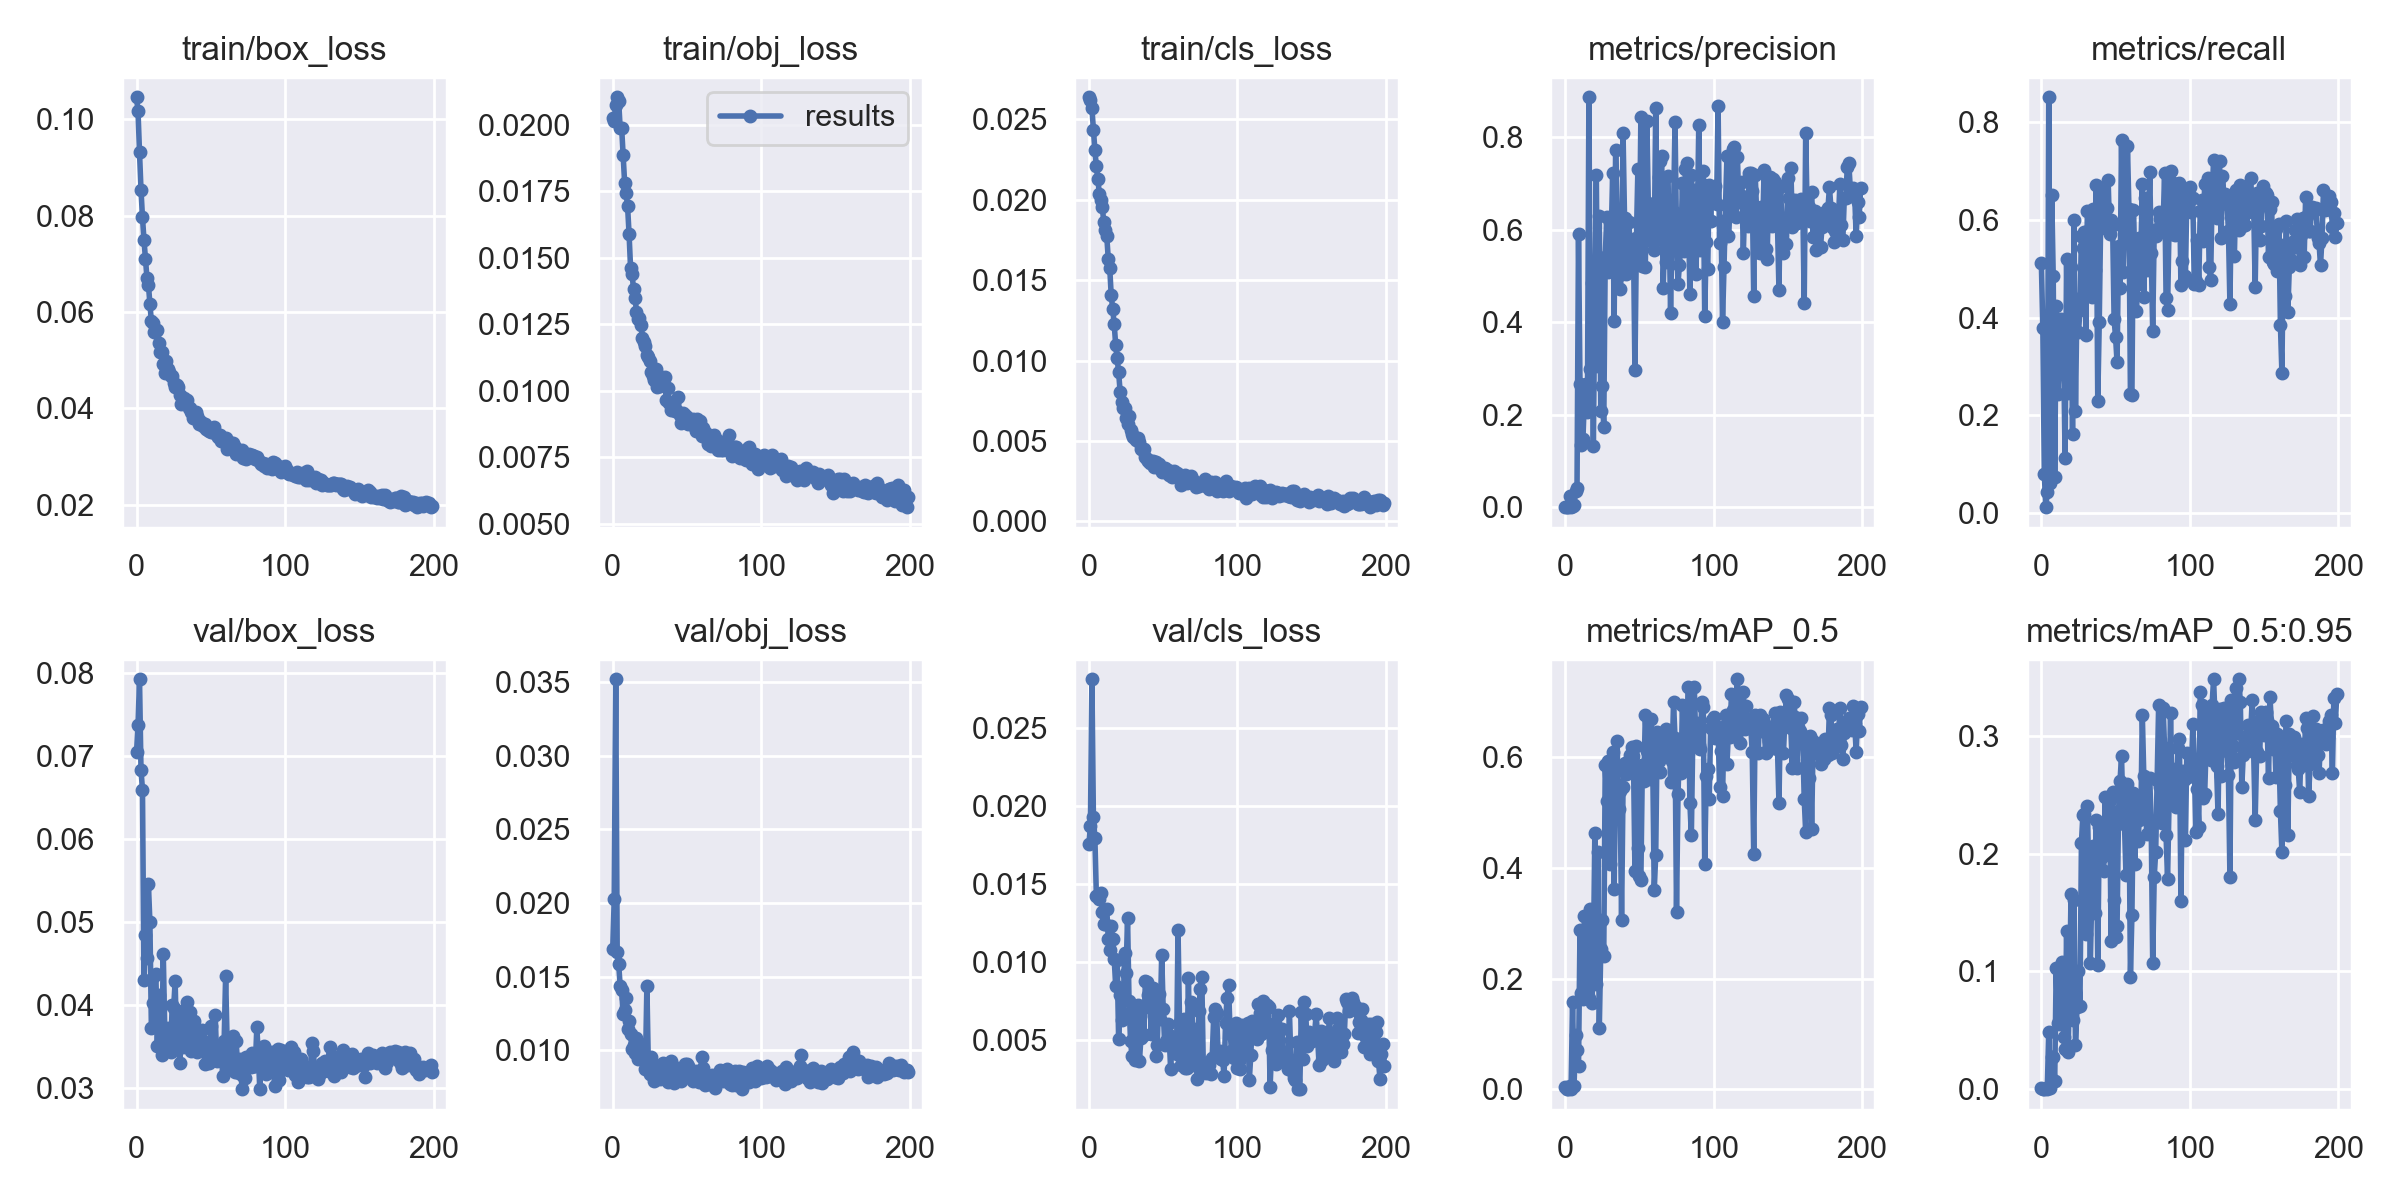 train/box_loss
0.10
0.08
0.06
0.04
0.02
0 100 200
train/obj_loss
results
0.0200
0.0175
0.0150
0.0125
0.0100
0.0075
0.0050
0 100 200
train/cls_loss
0.025
0.020
0.015
0.010
0.005
0.000
0 100 200
metrics/precision
0.8
0.6
0.4
0.2
0.0
0 100 200
metrics/recall
0.8
0.6
0.4
0.2
0.0
0 100 200
val/box_loss
0.08
0.07
0.06
0.05
0.04
0.03
0 100 200
val/obj_loss
0.035
0.030
0.025
0.020
0.015
0.010
0 100 200
val/cls_loss
0.025
0.020
0.015
0.010
0.005
0 100 200
metrics/mAP_0.5
0.6
0.4
0.2
0.0
0 100 200
metrics/mAP_0.5:0.95
0.3
0.2
0.1
0.0
0 100 200